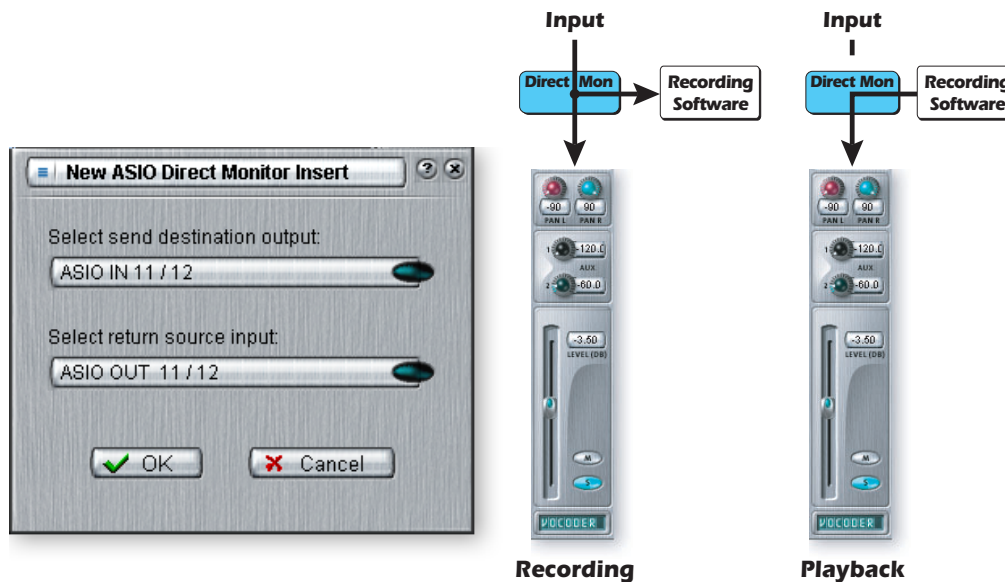 New ASIO Direct Monitor Insert
?
x
Select send destination output:
ASIO IN 11 / 12
Select return source input:
ASIO OUT 11 / 12
OK
Cancel
Input
Direct Mon
Recording
Software
-90
90
PAN L
PAN R
1
-120.0
AUX
2
-60.0
-3.50
LEVEL (DB)
M
S
VOCODER
Recording
Input
Direct Mon
Recording
Software
-90
90
PAN L
PAN R
1
-120.0
AUX
2
-60.0
-3.50
LEVEL (DB)
M
S
VOCODER
Playback